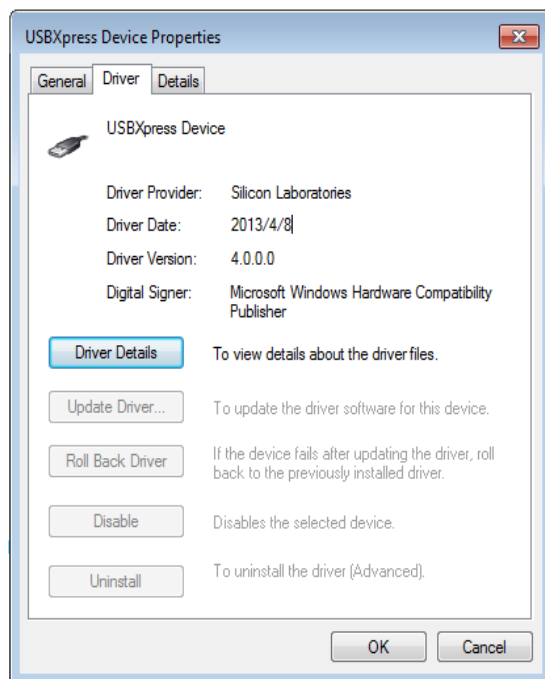 USBXpress Device Properties
General Driver Details
USBXpress Device
Driver Provider: Silicon Laboratories
Driver Date: 2013/4/8
Driver Version: 4.0.0.0
Digital Signer: Microsoft Windows Hardware Compatibility
Publisher
Driver Details To view details about the driver files.
Update Driver... To update the driver software for this device.
Roll Back Driver If the device fails after updating the driver, roll
back to the previously installed driver.
Disable Disables the selected device.
Uninstall To uninstall the driver (Advanced).
OK Cancel